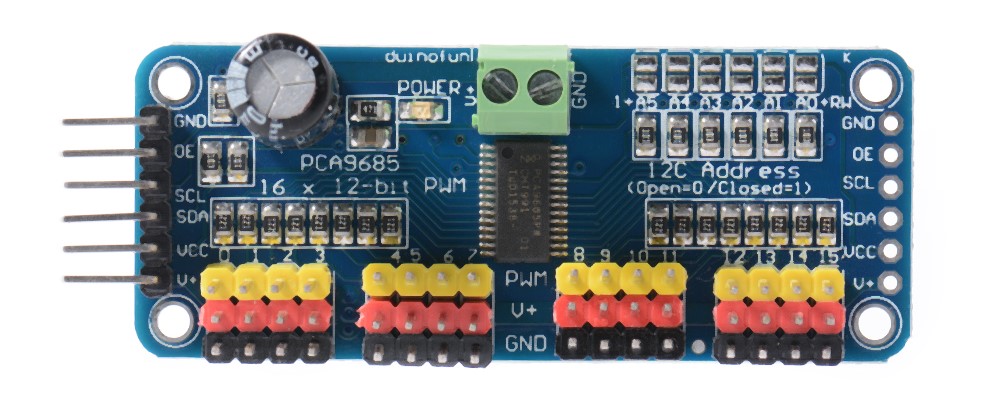 duinofun
K
POWER
+
V
GND
1+A5 A4 A3 A2 A1 A0+RW
GND
OE
SCL
SDA
VCC
V+
PCA9685
16 x 12-bit PWM
I2C Address
(Open=0/Closed=1)
GND
OE
SCL
SDA
VCC
V+
0 1 2 3
4 5 6 7
8 9 10 11
12 13 14 15
PWM
V+
GND